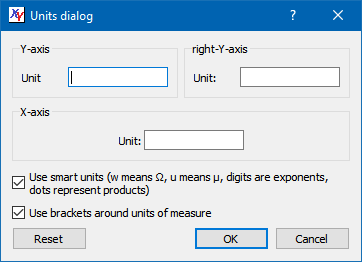 Units dialog
Y-axis
right-Y-axis
Unit
Unit:
X-axis
Unit:
Use smart units (w means Ω, u means μ, digits are exponents,
dots represent products)
Use brackets around units of measure
Reset
OK
Cancel